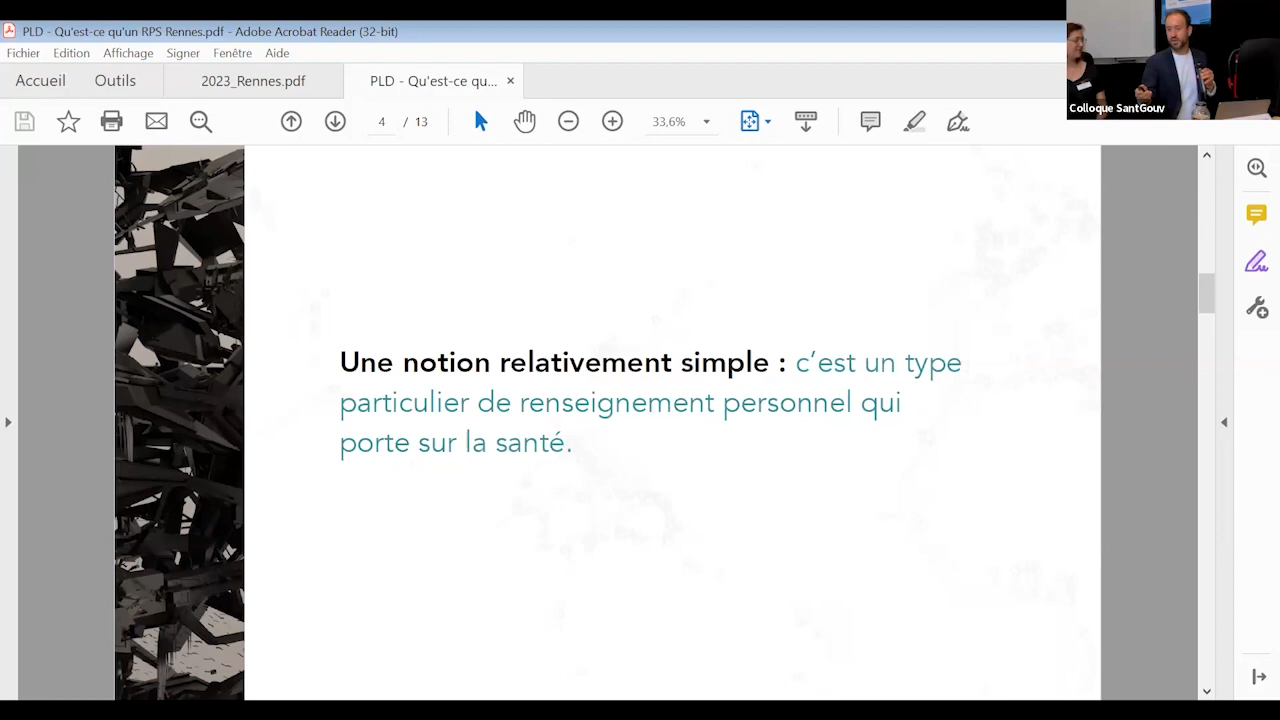 PLD - Qu'est-ce qu'un RPS Rennes.pdf - Adobe Acrobat Reader (32-bit)
Fichier Edition Affichage Signer Fenêtre Aide
Accueil Outils 2023_Rennes.pdf PLD - Qu'est-ce qu... ×
4 / 13 33,6%
Colloque SantGouv
Une notion relativement simple : c’est un type
particulier de renseignement personnel qui
porte sur la santé.